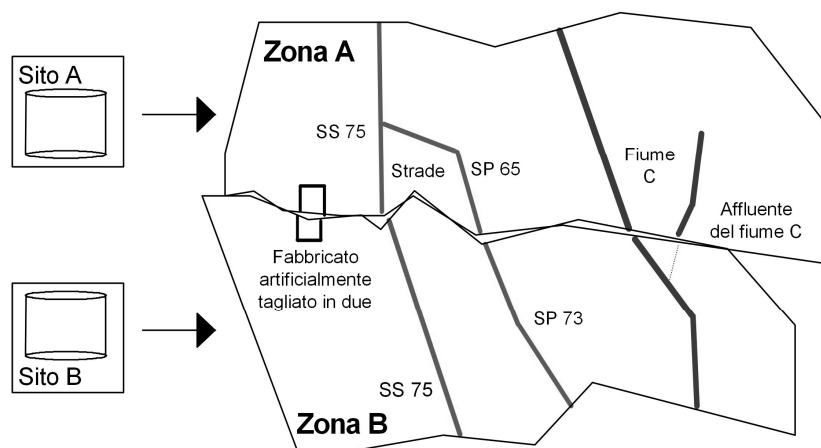 Sito A
Zona A
SS 75
Strade
SP 65
Fiume
C
Affluente
del fiume C
Fabbricato
artificialmente
tagliato in due
Sito B
SS 75
SP 73
Zona B